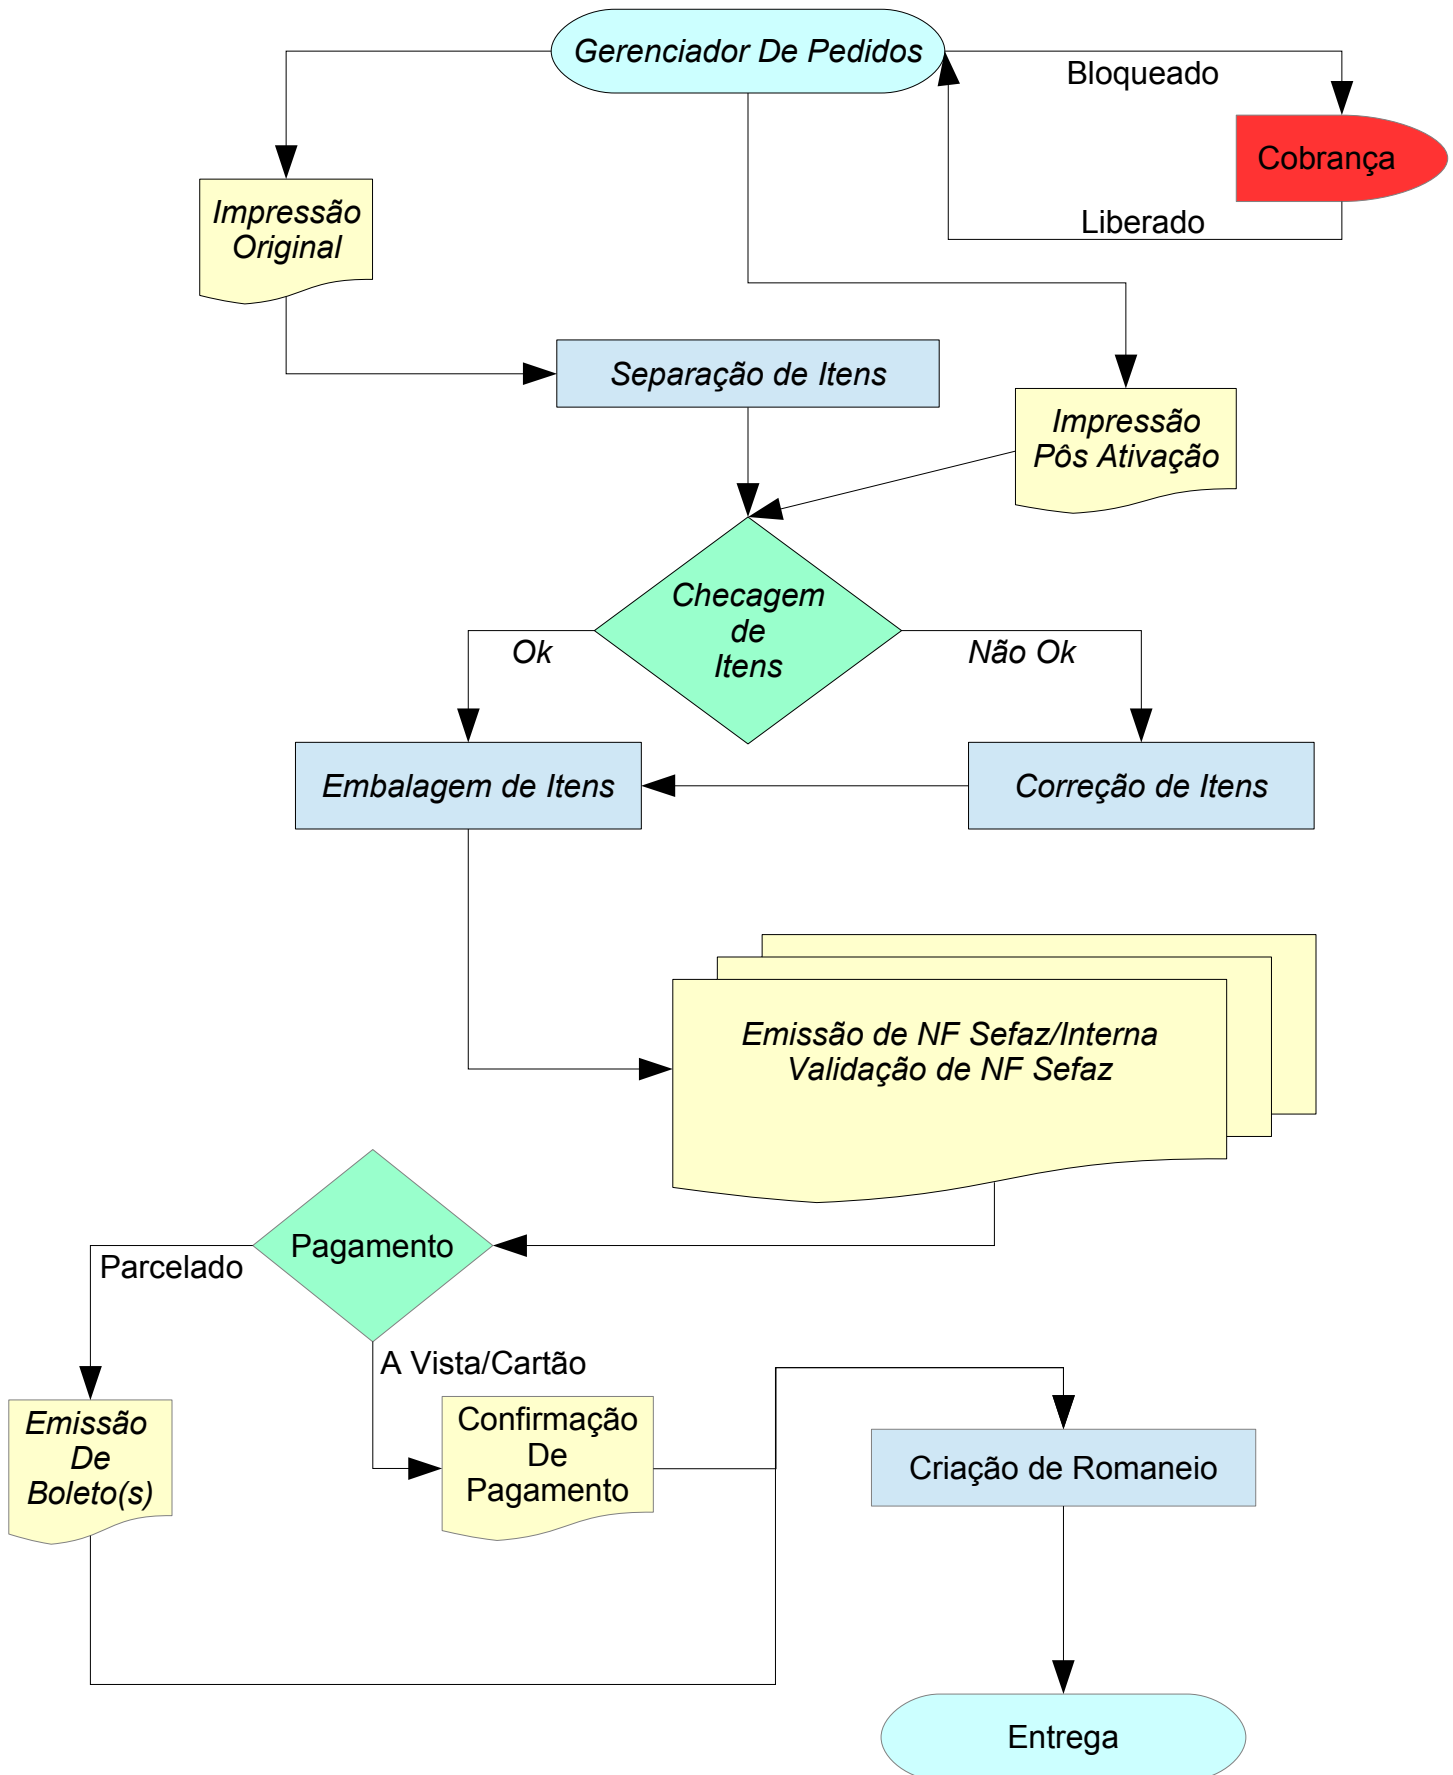 Gerenciador De Pedidos
Bloqueado
Cobrança
Liberado
Impressão
Original
Separação de Itens
Impressão
Pôs Ativação
Checagem
de
Itens
Ok
Não Ok
Embalagem de Itens
Correção de Itens
Emissão de NF Sefaz/Interna
Validação de NF Sefaz
Pagamento
Parcelado
A Vista/Cartão
Emissão
De
Boleto(s)
Confirmação
De
Pagamento
Criação de Romaneio
Entrega